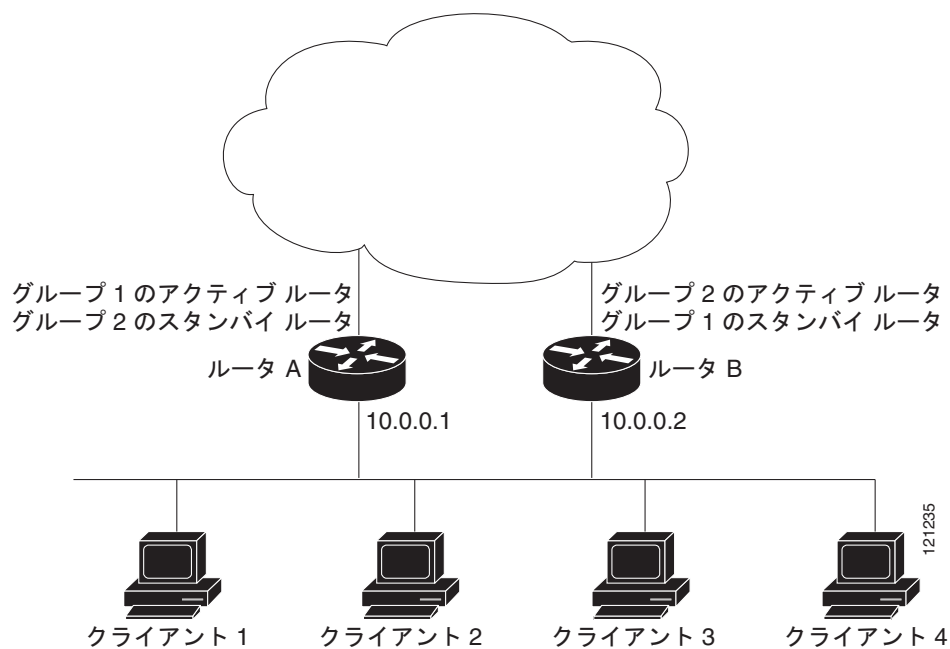 グループ 1 のアクティブ ルータ
グループ 2 のスタンバイ ルータ
グループ 2 のアクティブ ルータ
グループ 1 のスタンバイ ルータ
ルータ A
ルータ B
10.0.0.1
10.0.0.2
121235
クライアント 1
クライアント 2
クライアント 3
クライアント 4